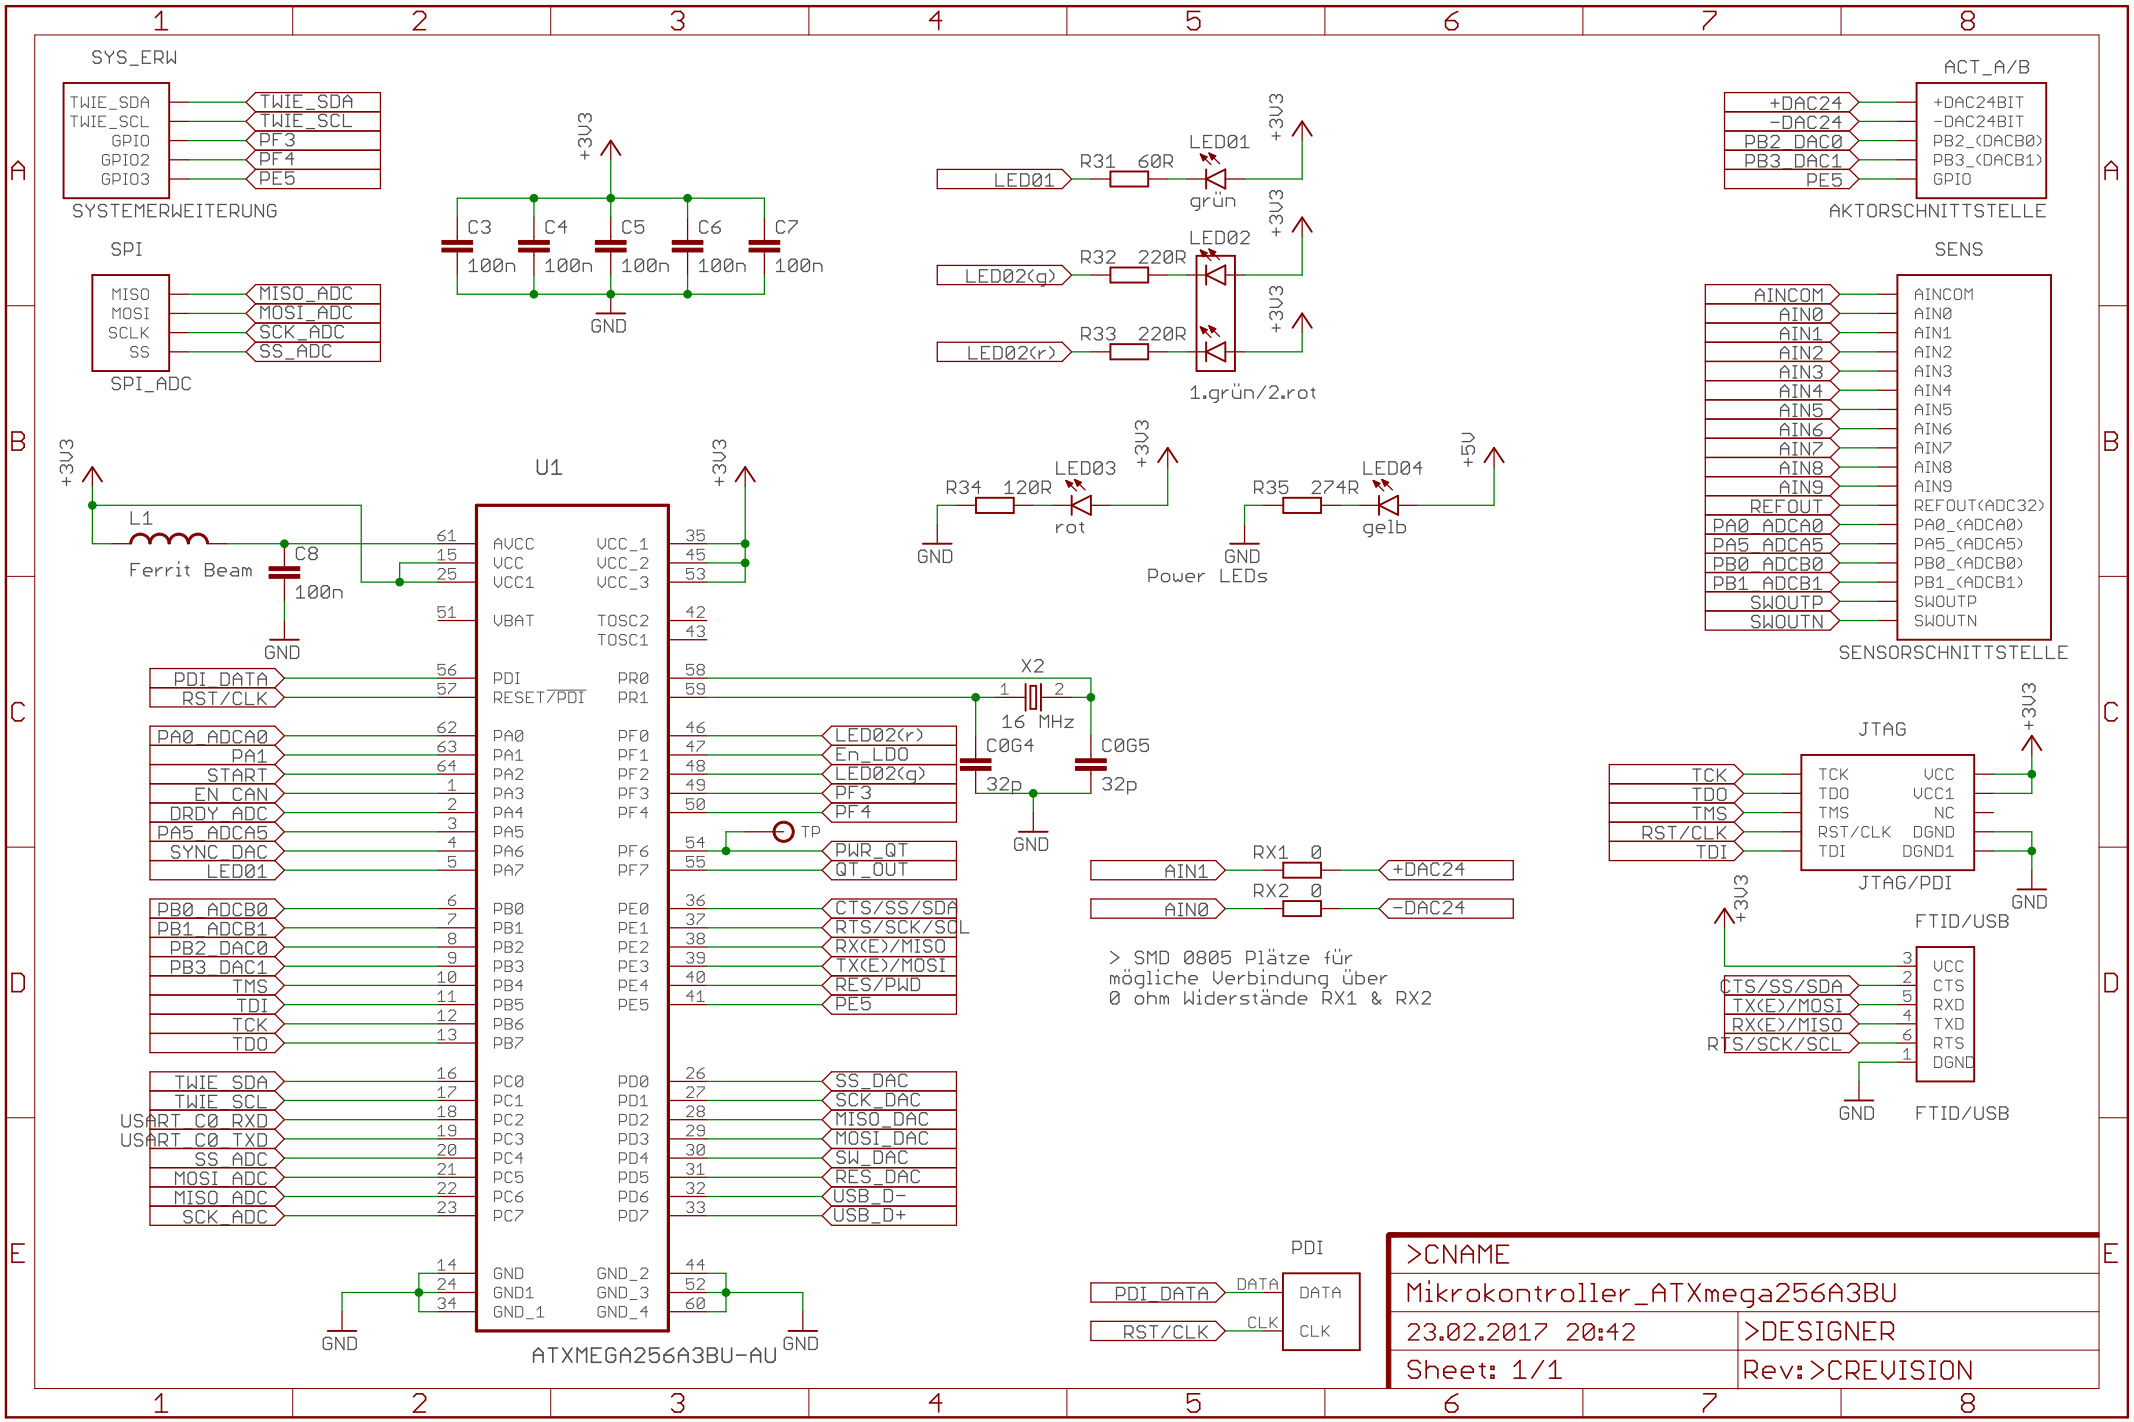 1 2 3 4 5 6 7 8
A
B
C
D
E
SYS_ERW
TWIE_SDA TWIE_SDA
TWIE_SCL TWIE_SCL
GPIO PF3
GPIO2 PF4
GPIO3 PE5
SYSTEMERWEITERUNG
SPI
MISO MISO_ADC
MOSI MOSI_ADC
SCLK SCK_ADC
SS SS_ADC
SPI_ADC
+3V3
C3 C4 C5 C6 C7
100n 100n 100n 100n 100n
GND
LED01 R31 60R LED01 +3V3
grün
LED02(g) R32 220R LED02 +3V3
LED02(r) R33 220R +3V3
1.grün/2.rot
R34 120R LED03 +3V3
rot
GND
R35 274R LED04 +5V
gelb
GND
Power LEDs
ACT_A/B
+DAC24 +DAC24BIT
-DAC24 -DAC24BIT
PB2_DAC0 PB2_(DACB0)
PB3_DAC1 PB3_(DACB1)
PE5 GPIO
AKTORSCHNITTSTELLE
SENS
AINCOM AINCOM
AIN0 AIN0
AIN1 AIN1
AIN2 AIN2
AIN3 AIN3
AIN4 AIN4
AIN5 AIN5
AIN6 AIN6
AIN7 AIN7
AIN8 AIN8
AIN9 AIN9
REFOUT REFOUT(ADC32)
PA0_ADCA0 PA0_(ADCA0)
PA5_ADCA5 PA5_(ADCA5)
PB0_ADCB0 PB0_(ADCB0)
PB1_ADCB1 PB1_(ADCB1)
SWOUTP SWOUTP
SWOUTN SWOUTN
SENSORSCHNITTSTELLE
+3V3
L1
Ferrit Beam
C8
100n
GND
U1
+3V3
61 AVCC VCC_1 35
15 VCC VCC_2 45
25 VCC1 VCC_3 53
51 VBAT TOSC2 42
TOSC1 43
PDI_DATA 56 PDI PR0 58
RST/CLK 57 RESET/PDI PR1 59
PA0_ADCA0 62 PA0 PF0 46 LED02(r)
PA1 63 PA1 PF1 47 En_LDO
START 64 PA2 PF2 48 LED02(g)
EN_CAN 1 PA3 PF3 49 PF3
DRDY_ADC 2 PA4 PF4 50 PF4
PA5_ADCA5 3 PA5 TP
SYNC_DAC 4 PA6 PF6 54 PWR_QT
LED01 5 PA7 PF7 55 QT_OUT
PB0_ADCB0 6 PB0 PE0 36 CTS/SS/SDA
PB1_ADCB1 7 PB1 PE1 37 RTS/SCK/SCL
PB2_DAC0 8 PB2 PE2 38 RX(E)/MISO
PB3_DAC1 9 PB3 PE3 39 TX(E)/MOSI
TMS 10 PB4 PE4 40 RES/PWD
TDI 11 PB5 PE5 41 PE5
TCK 12 PB6
TDO 13 PB7
TWIE_SDA 16 PC0 PD0 26 SS_DAC
TWIE_SCL 17 PC1 PD1 27 SCK_DAC
USART_C0_RXD 18 PC2 PD2 28 MISO_DAC
USART_C0_TXD 19 PC3 PD3 29 MOSI_DAC
SS_ADC 20 PC4 PD4 30 SW_DAC
MOSI_ADC 21 PC5 PD5 31 RES_DAC
MISO_ADC 22 PC6 PD6 32 USB_D-
SCK_ADC 23 PC7 PD7 33 USB_D+
14 GND GND_2 44
24 GND1 GND_3 52
34 GND_1 GND_4 60
GND GND
ATXMEGA256A3BU-AU
X2
1 2
16 MHz
C0G4 C0G5
32p 32p
GND
AIN1 RX1 0 +DAC24
AIN0 RX2 0 -DAC24
> SMD 0805 Plätze für
mögliche Verbindung über
0 ohm Widerstände RX1 & RX2
JTAG
+3V3
TCK TCK VCC
TDO TDO VCC1
TMS TMS NC
RST/CLK RST/CLK DGND
TDI TDI DGND1
JTAG/PDI
GND
+3V3
FTID/USB
3 VCC
CTS/SS/SDA 2 CTS
TX(E)/MOSI 5 RXD
RX(E)/MISO 4 TXD
RTS/SCK/SCL 6 RTS
1 DGND
GND
FTID/USB
PDI
PDI_DATA DATA DATA
RST/CLK CLK CLK
>CNAME
Mikrokontroller_ATXmega256A3BU
23.02.2017 20:42 >DESIGNER
Sheet: 1/1 Rev:>CREVISION
A
B
C
D
E
1 2 3 4 5 6 7 8